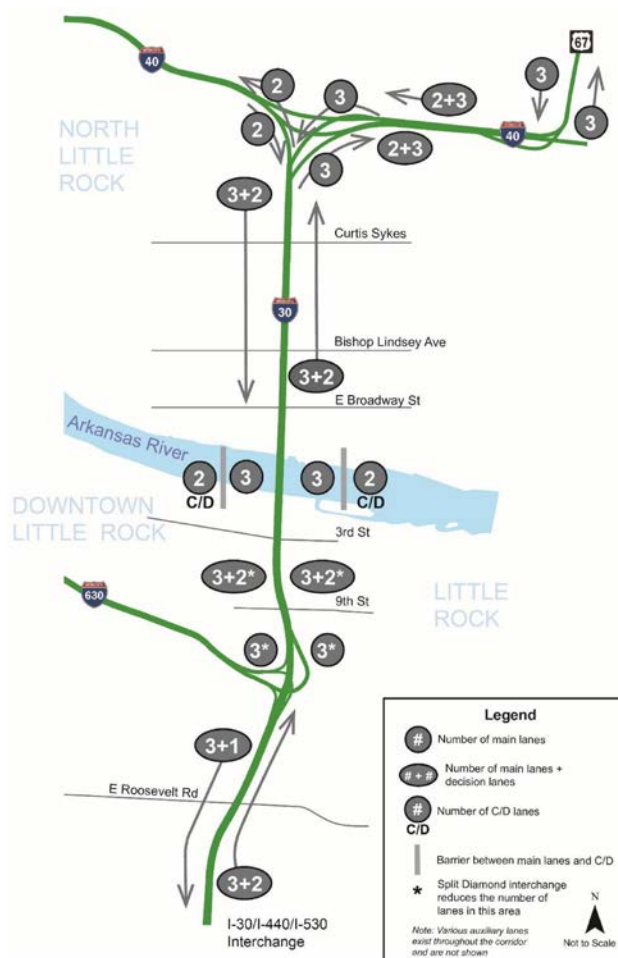 67
40
2
3
2+3
3
NORTH
LITTLE
ROCK
2
3
2+3
40
3
3+2
Curtis Sykes
30
Bishop Lindsey Ave
3+2
E Broadway St
Arkansas River
2
3
3
2
C/D
C/D
DOWNTOWN
LITTLE ROCK
3rd St
3+2*
3+2*
LITTLE
ROCK
630
9th St
3*
3*
3+1
E Roosevelt Rd
3+2
I-30/I-440/I-530
Interchange
Legend
#
Number of main lanes
# + #
Number of main lanes +
decision lanes
#
Number of C/D lanes
C/D
Barrier between main lanes and C/D
*
Split Diamond interchange
reduces the number of
lanes in this area
Note: Various auxiliary lanes
exist throughout the corridor
and are not shown
N
Not to Scale